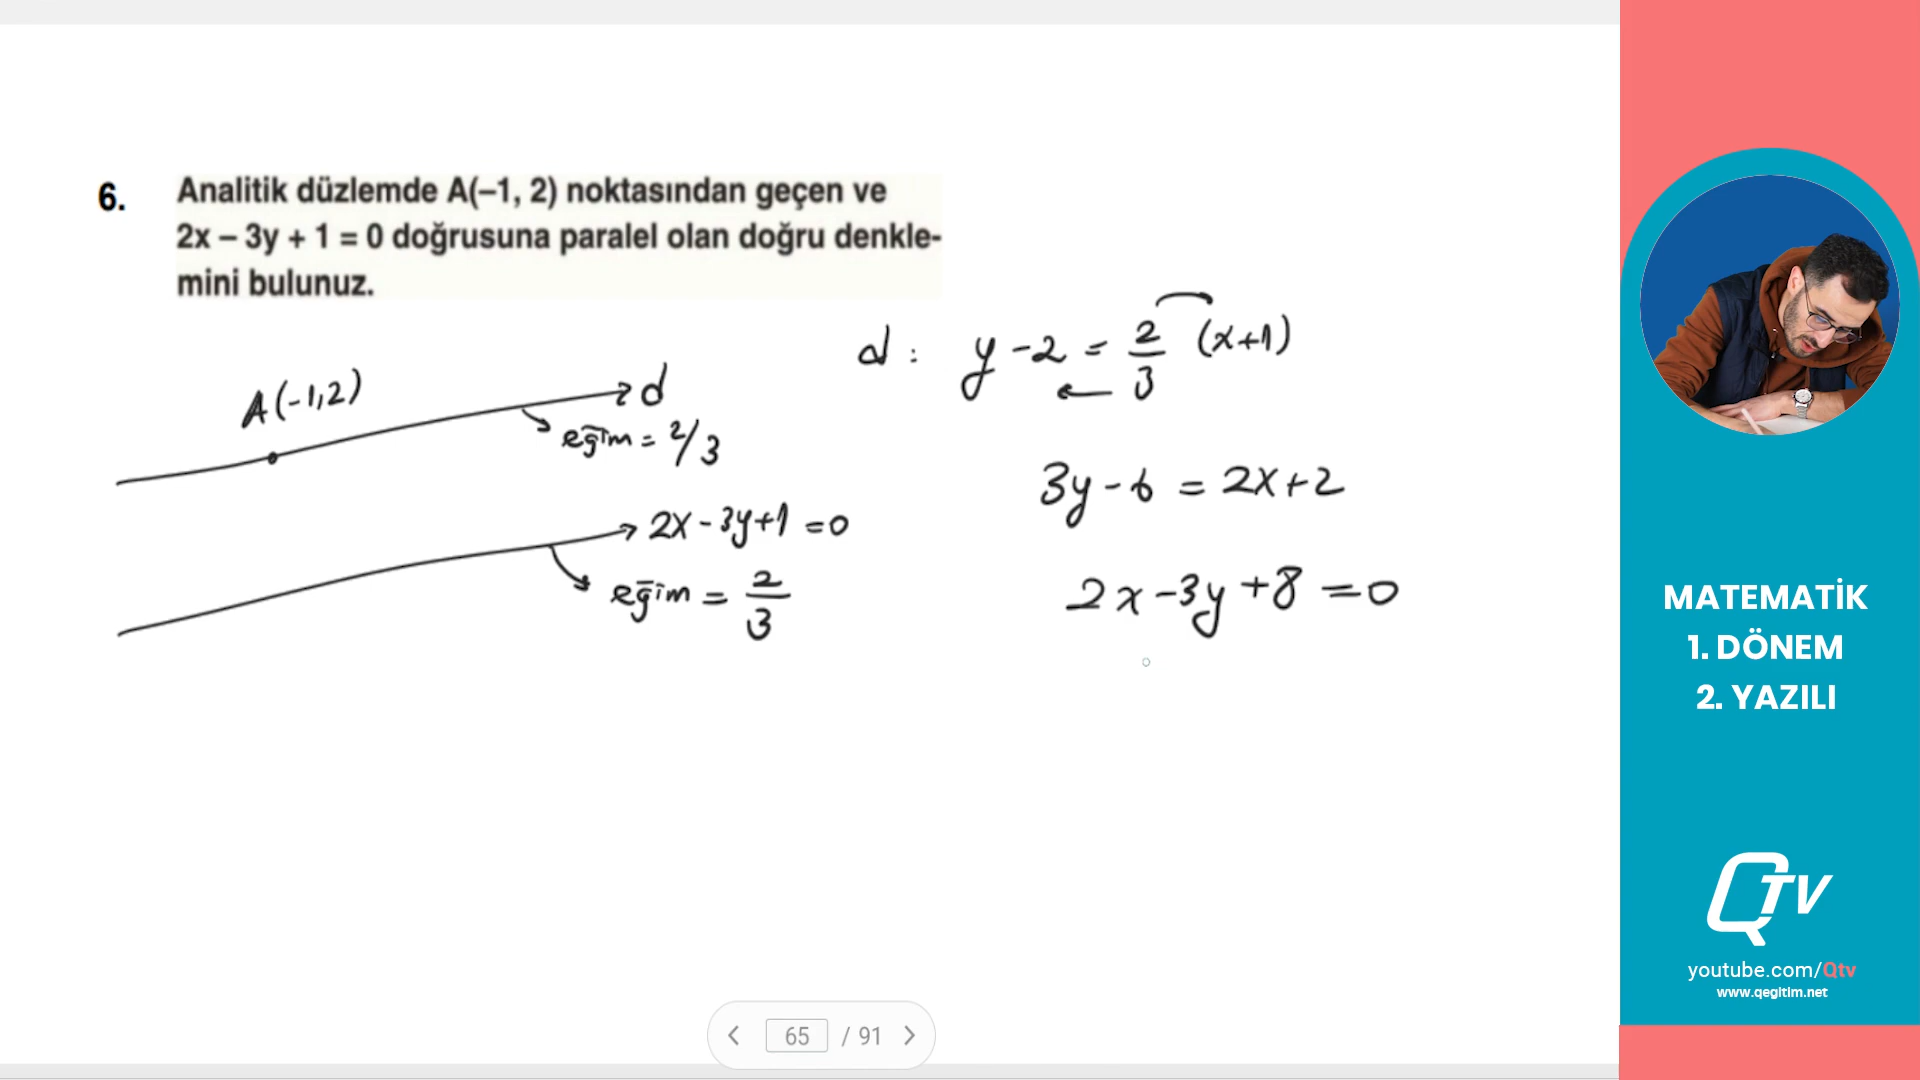 6. Analitik düzlemde A(–1, 2) noktasından geçen ve
2x – 3y + 1 = 0 doğrusuna paralel olan doğru denkle-
mini bulunuz.
A(-1,2)
d
eğim = 2/3
2x - 3y + 1 = 0
eğim = 2/3
d : y - 2 = 2/3 (x+1)
3y - 6 = 2x + 2
2x - 3y + 8 = 0
MATEMATİK
1. DÖNEM
2. YAZILI
QTV
youtube.com/Qtv
www.qegitim.net
65 / 91